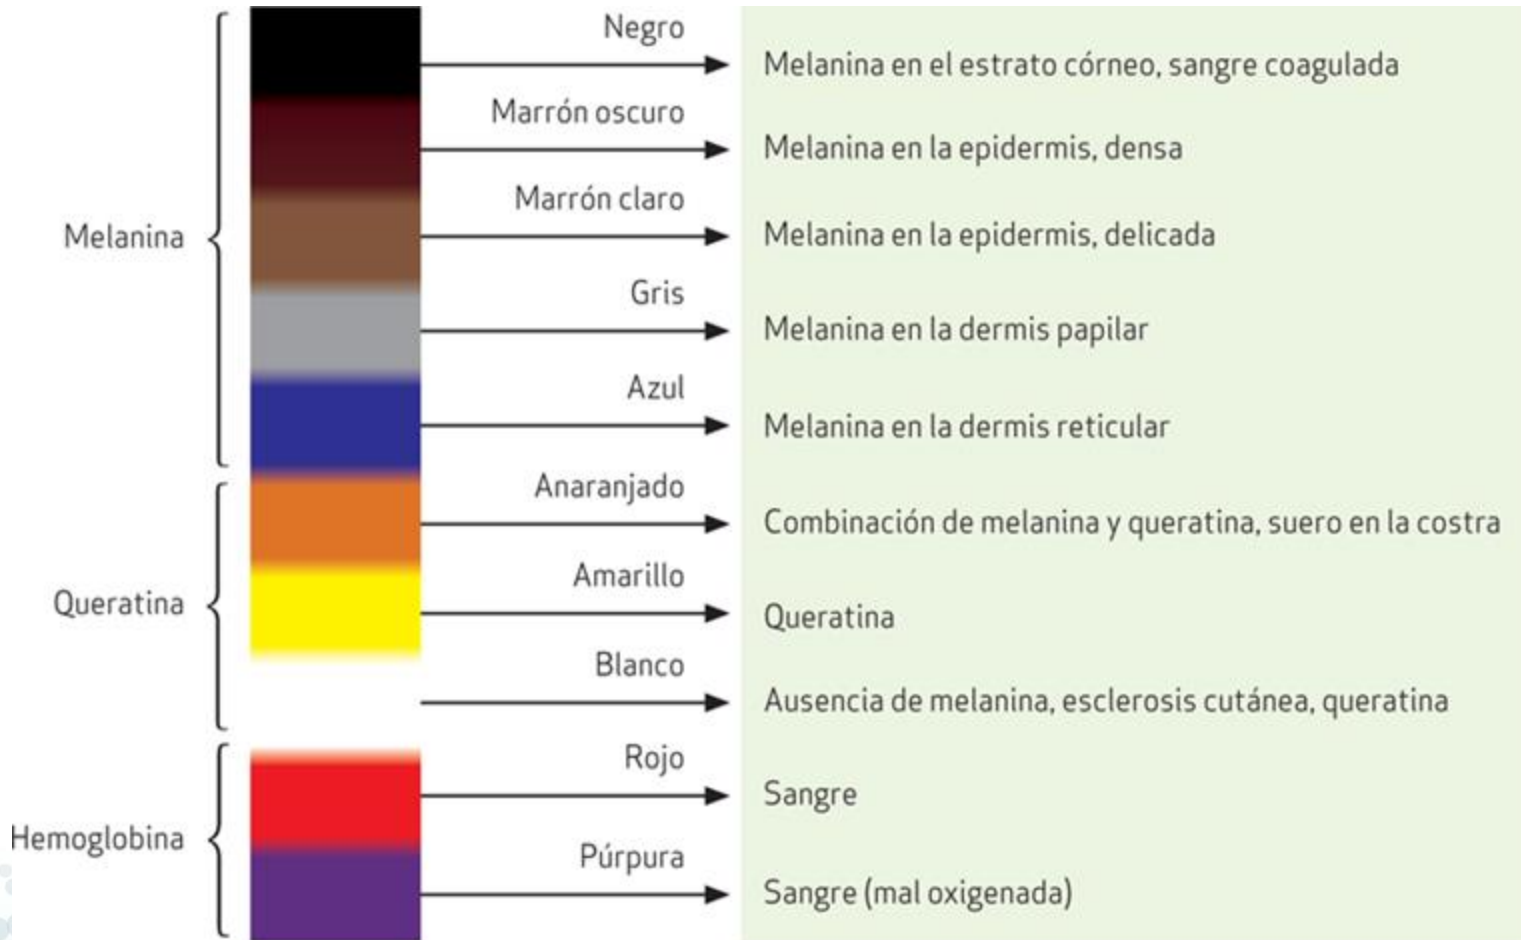 Negro
Melanina en el estrato córneo, sangre coagulada
Marrón oscuro
Melanina en la epidermis, densa
Marrón claro
Melanina
Melanina en la epidermis, delicada
Gris
Melanina en la dermis papilar
Azul
Melanina en la dermis reticular
Anaranjado
Combinación de melanina y queratina, suero en la costra
Amarillo
Queratina
Queratina
Blanco
Ausencia de melanina, esclerosis cutánea, queratina
Rojo
Sangre
Hemoglobina
Púrpura
Sangre (mal oxigenada)